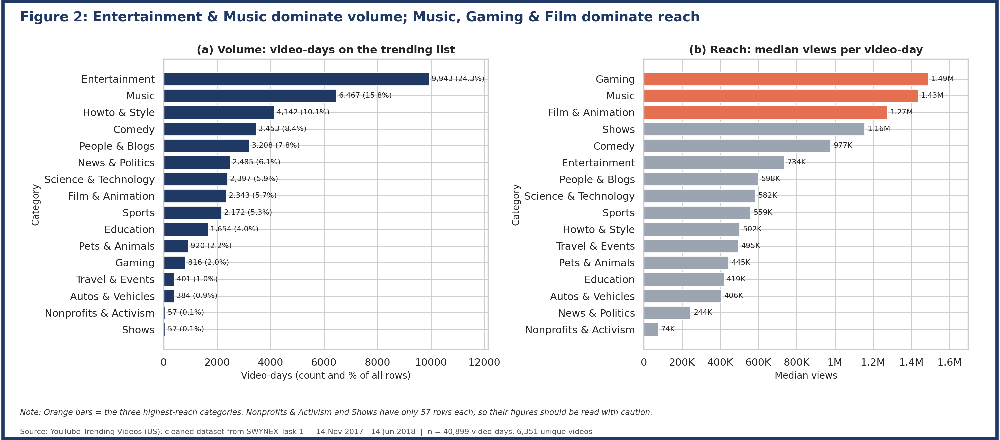 Figure 2: Entertainment & Music dominate volume; Music, Gaming & Film dominate reach
(a) Volume: video-days on the trending list
Category
Entertainment 9,943 (24.3%)
Music 6,467 (15.8%)
Howto & Style 4,142 (10.1%)
Comedy 3,453 (8.4%)
People & Blogs 3,208 (7.8%)
News & Politics 2,485 (6.1%)
Science & Technology 2,397 (5.9%)
Film & Animation 2,343 (5.7%)
Sports 2,172 (5.3%)
Education 1,654 (4.0%)
Pets & Animals 920 (2.2%)
Gaming 816 (2.0%)
Travel & Events 401 (1.0%)
Autos & Vehicles 384 (0.9%)
Nonprofits & Activism 57 (0.1%)
Shows 57 (0.1%)
0 2000 4000 6000 8000 10000 12000
Video-days (count and % of all rows)
(b) Reach: median views per video-day
Category
Gaming 1.49M
Music 1.43M
Film & Animation 1.27M
Shows 1.16M
Comedy 977K
Entertainment 734K
People & Blogs 598K
Science & Technology 582K
Sports 559K
Howto & Style 502K
Travel & Events 495K
Pets & Animals 445K
Education 419K
Autos & Vehicles 406K
News & Politics 244K
Nonprofits & Activism 74K
0 200K 400K 600K 800K 1M 1.2M 1.4M 1.6M
Median views
Note: Orange bars = the three highest-reach categories. Nonprofits & Activism and Shows have only 57 rows each, so their figures should be read with caution.
Source: YouTube Trending Videos (US), cleaned dataset from SWYNEX Task 1 | 14 Nov 2017 - 14 Jun 2018 | n = 40,899 video-days, 6,351 unique videos